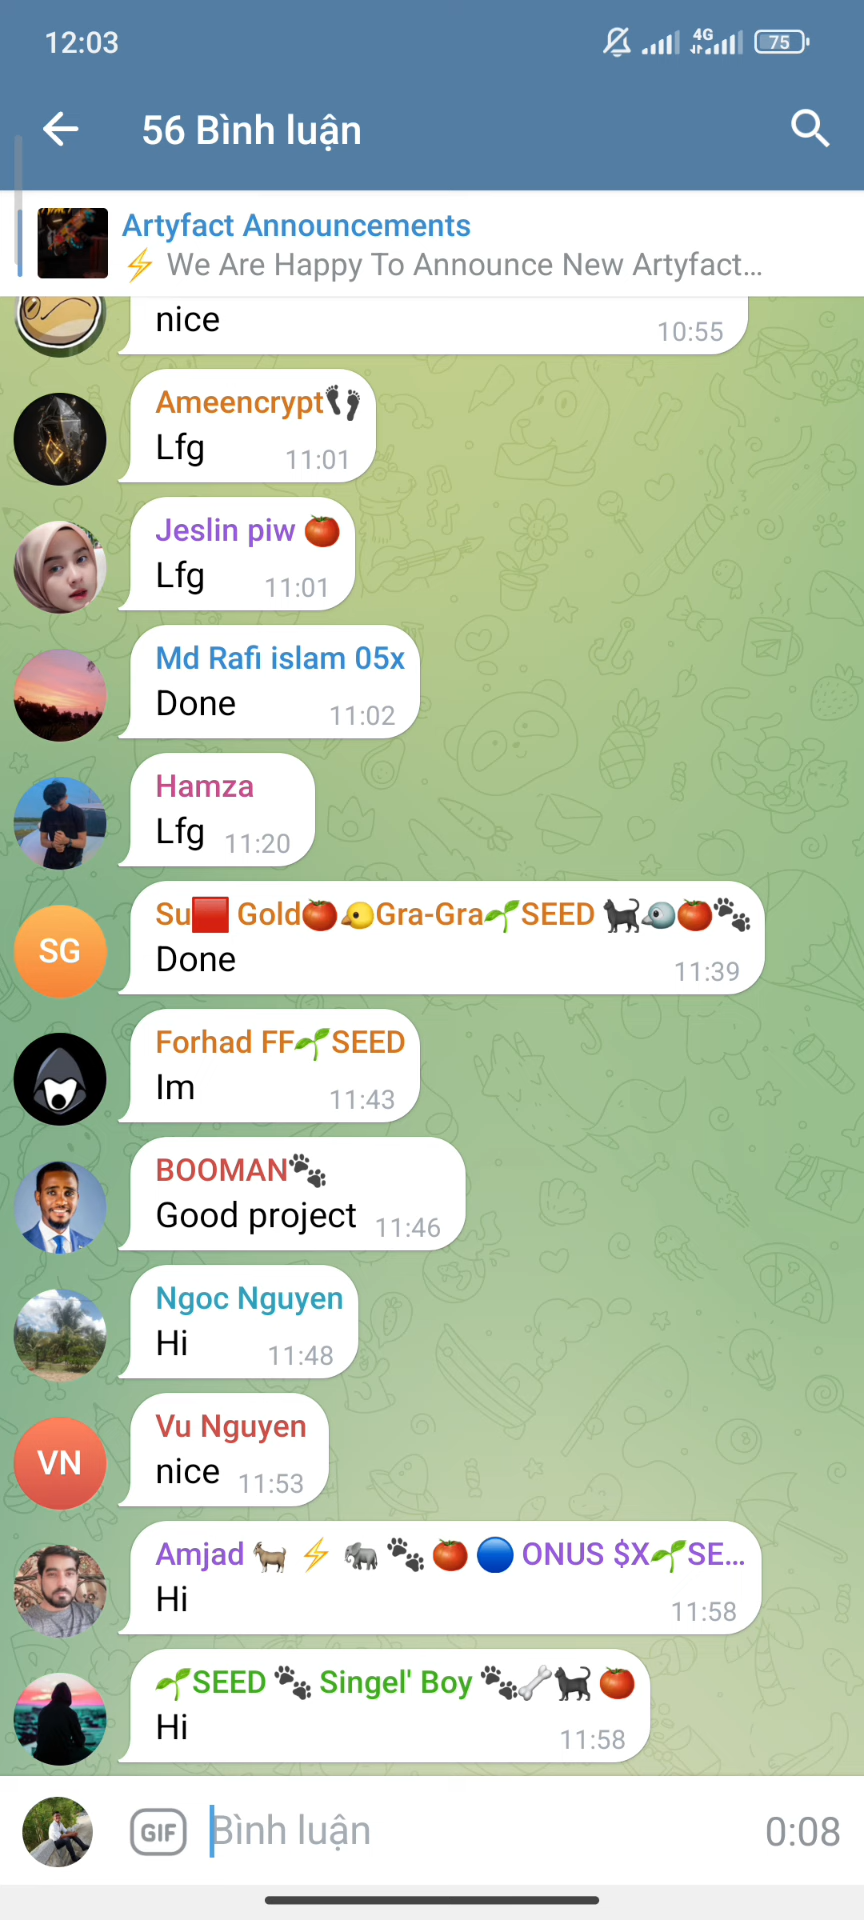 12:03
4G
75
56 Bình luận
Artyfact Announcements
⚡ We Are Happy To Announce New Artyfact...
nice
10:55
Ameencrypt👣
Lfg
11:01
Jeslin piw 🍅
Lfg
11:01
Md Rafi islam 05x
Done
11:02
Hamza
Lfg
11:20
SG
Su🟥 Gold🍅🐤Gra-Gra🌱SEED 🐈‍⬛🐦🍅🐾
Done
11:39
Forhad FF🌱SEED
Im
11:43
BOOMAN🐾
Good project
11:46
Ngoc Nguyen
Hi
11:48
VN
Vu Nguyen
nice
11:53
Amjad 🐐 ⚡ 🐘 🐾 🍅 🔵 ONUS $X🌱SE...
Hi
11:58
🌱SEED 🐾 Singel' Boy 🐾🦴🐈‍⬛🍅
Hi
11:58
GIF
Bình luận
0:08